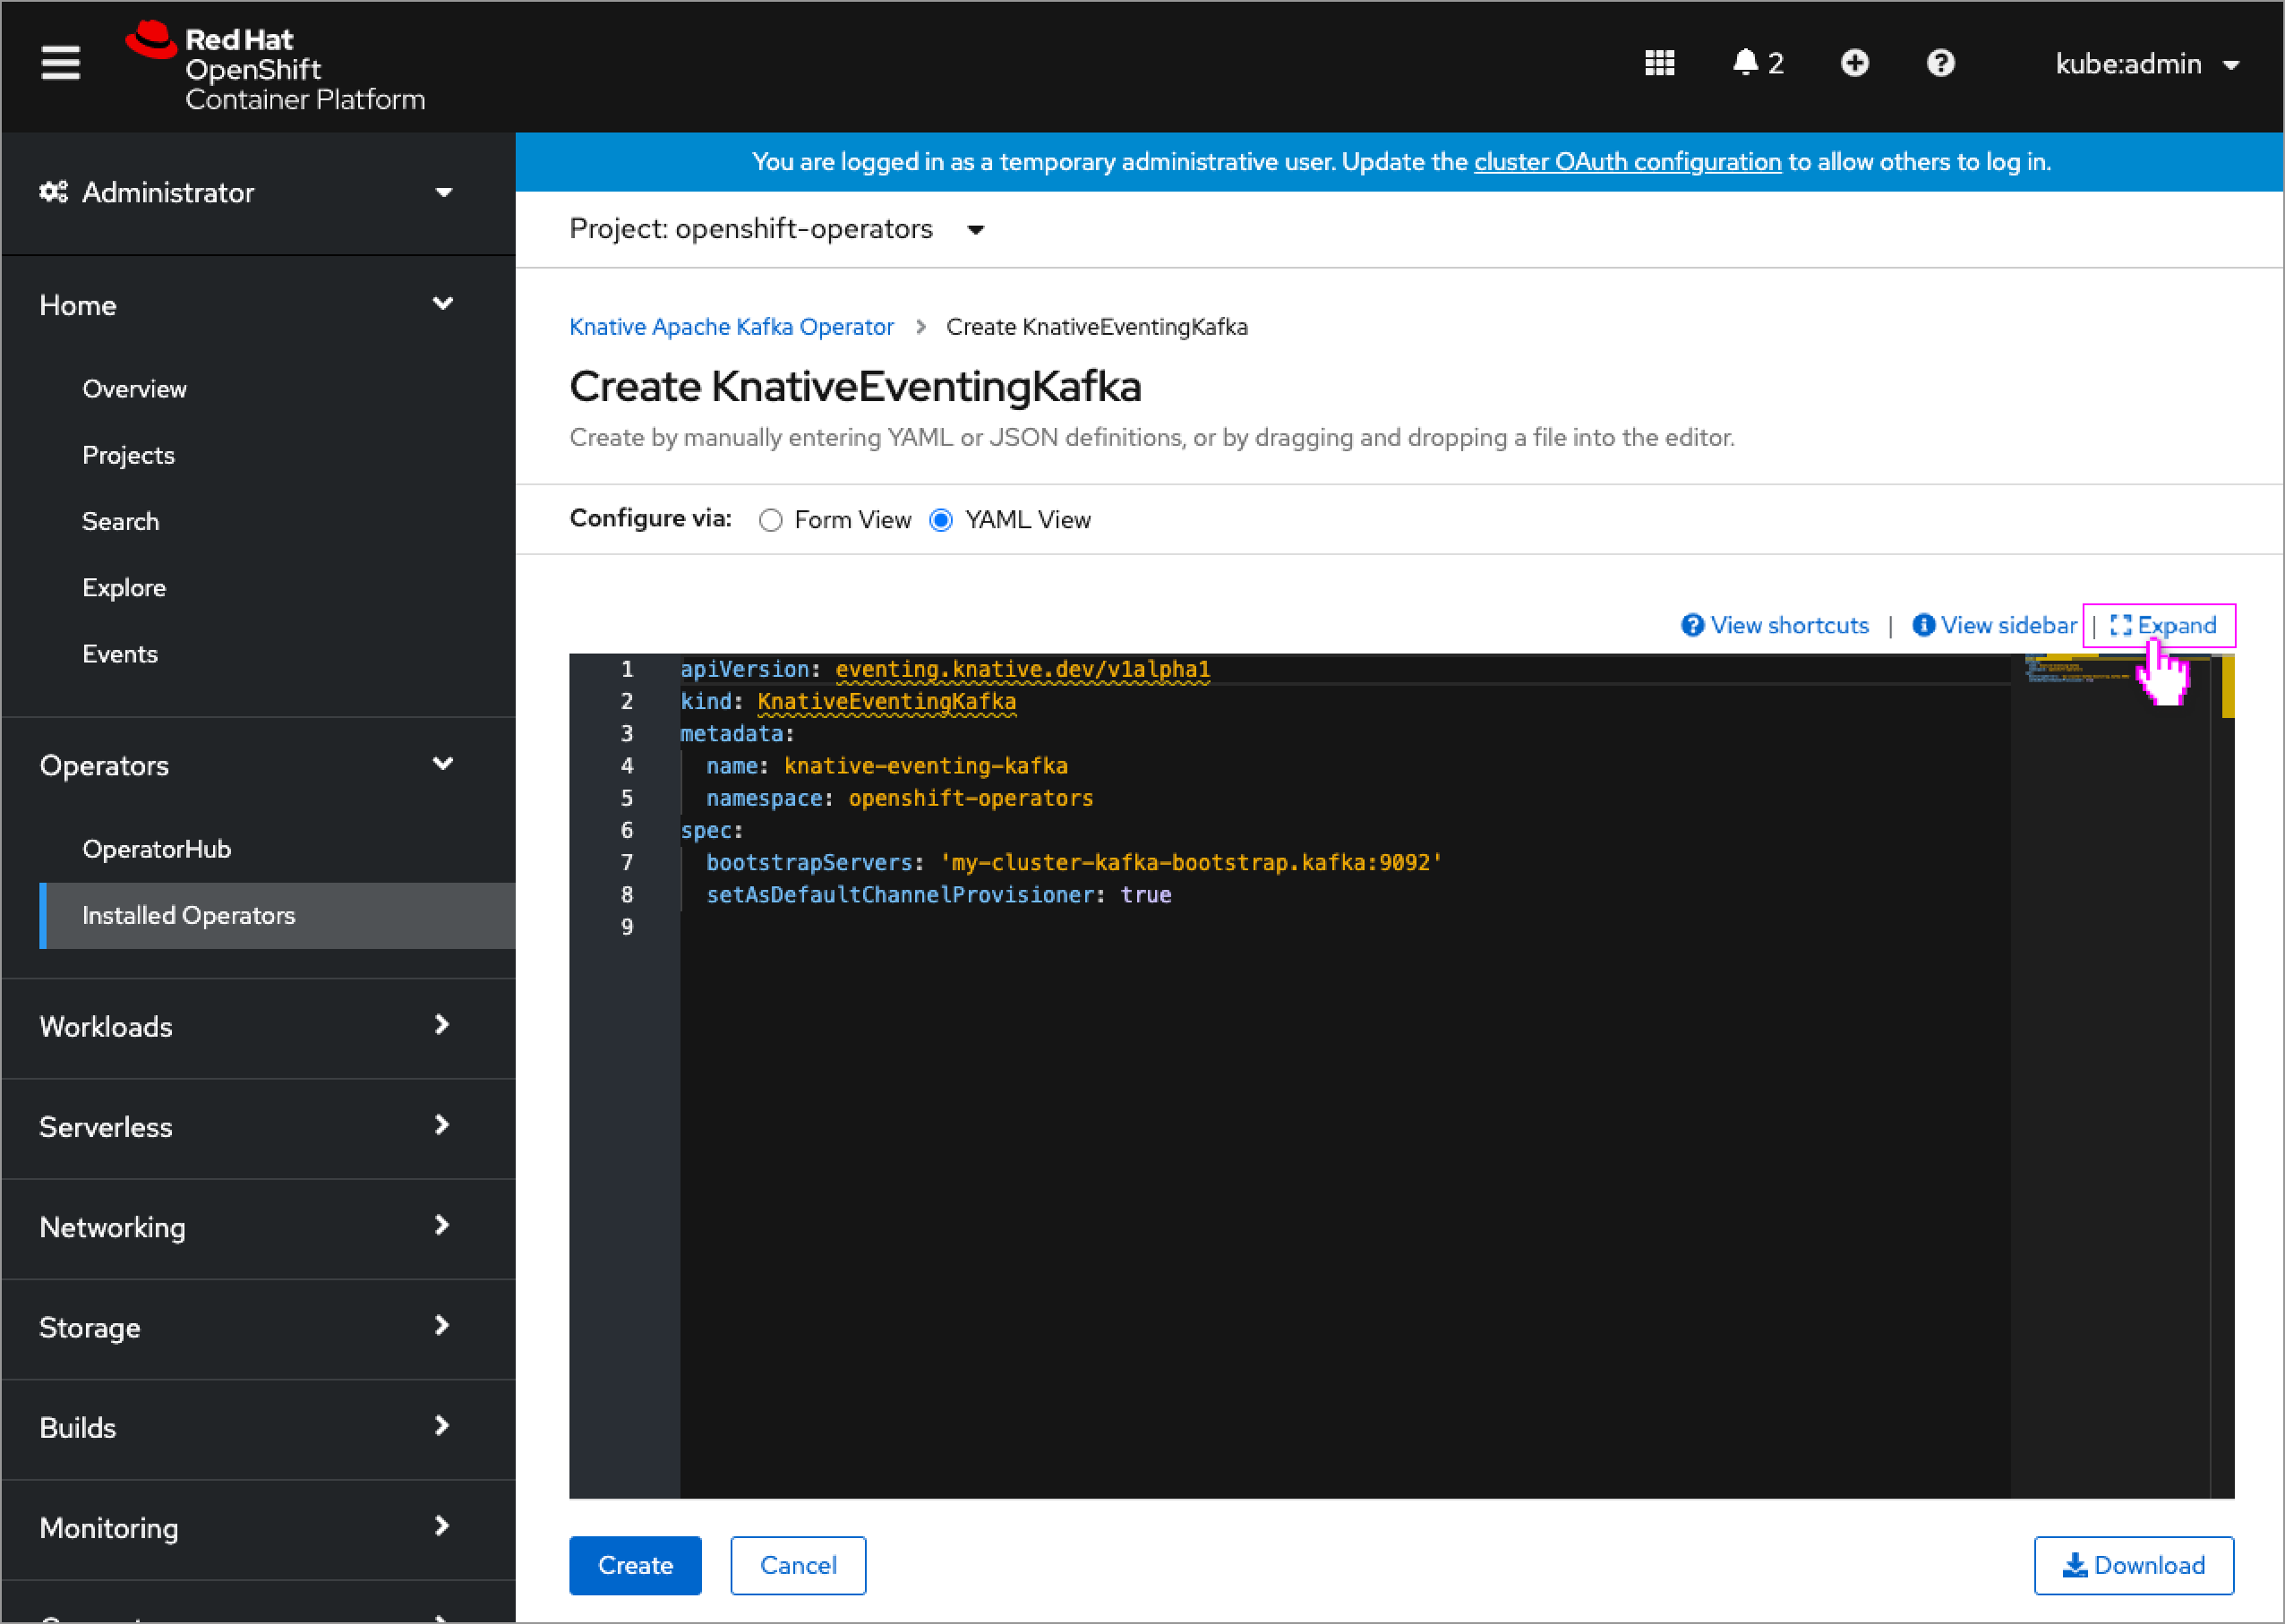 Red Hat
OpenShift
Container Platform
2
kube:admin
You are logged in as a temporary administrative user. Update the cluster OAuth configuration to allow others to log in.
Administrator
Home
Overview
Projects
Search
Explore
Events
Operators
OperatorHub
Installed Operators
Workloads
Serverless
Networking
Storage
Builds
Monitoring
Project: openshift-operators
Knative Apache Kafka Operator > Create KnativeEventingKafka
Create KnativeEventingKafka
Create by manually entering YAML or JSON definitions, or by dragging and dropping a file into the editor.
Configure via: Form View YAML View
View shortcuts | View sidebar | Expand
1 apiVersion: eventing.knative.dev/v1alpha1
2 kind: KnativeEventingKafka
3 metadata:
4 name: knative-eventing-kafka
5 namespace: openshift-operators
6 spec:
7 bootstrapServers: 'my-cluster-kafka-bootstrap.kafka:9092'
8 setAsDefaultChannelProvisioner: true
9
Create Cancel Download